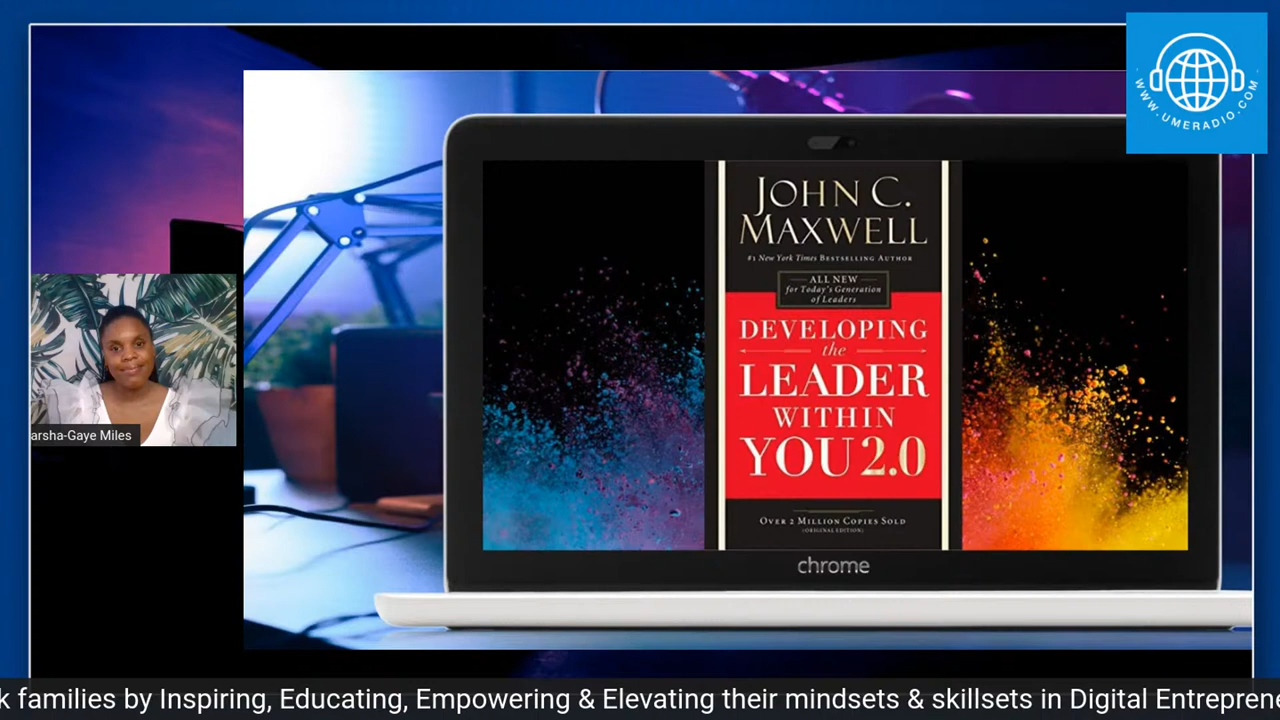 WWW.UMERADIO.COM
JOHN C.
MAXWELL
#1 New York Times BESTSELLING AUTHOR
ALL NEW
for Today's Generation
of Leaders
DEVELOPING
the
LEADER
WITHIN
YOU 2.0
OVER 2 MILLION COPIES SOLD
(ORIGINAL EDITION)
chrome
arsha-Gaye Miles
k families by Inspiring, Educating, Empowering & Elevating their mindsets & skillsets in Digital Entrepren